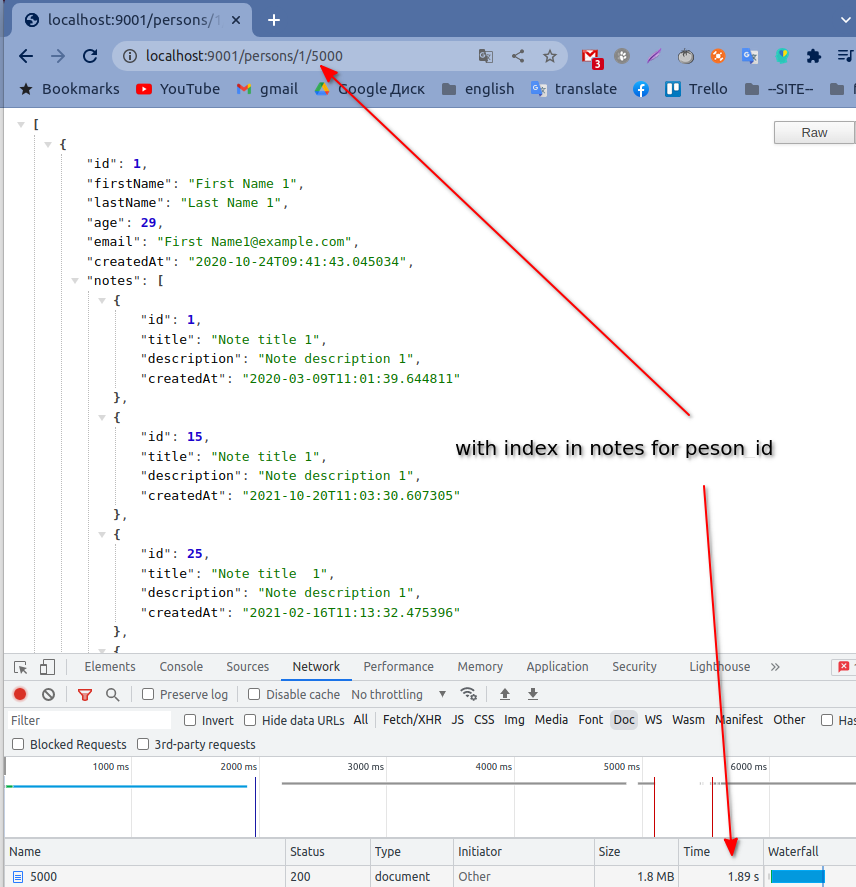 localhost:9001/persons/1
localhost:9001/persons/1/5000
3
Bookmarks YouTube gmail Google Диск english translate Trello --SITE--
[
Raw
{
"id": 1,
"firstName": "First Name 1",
"lastName": "Last Name 1",
"age": 29,
"email": "First Name1@example.com",
"createdAt": "2020-10-24T09:41:43.045034",
"notes": [
{
"id": 1,
"title": "Note title 1",
"description": "Note description 1",
"createdAt": "2020-03-09T11:01:39.644811"
},
{
"id": 15,
"title": "Note title 1",
"description": "Note description 1",
"createdAt": "2021-10-20T11:03:30.607305"
},
{
"id": 25,
"title": "Note title  1",
"description": "Note description 1",
"createdAt": "2021-02-16T11:13:32.475396"
},
{
with index in notes for peson_id
Elements Console Sources Network Performance Memory Application Security Lighthouse »
Preserve log Disable cache No throttling
Filter Invert Hide data URLs All Fetch/XHR JS CSS Img Media Font Doc WS Wasm Manifest Other Has
Blocked Requests 3rd-party requests
1000 ms 2000 ms 3000 ms 4000 ms 5000 ms 6000 ms
Name Status Type Initiator Size Time Waterfall
5000 200 document Other 1.8 MB 1.89 s